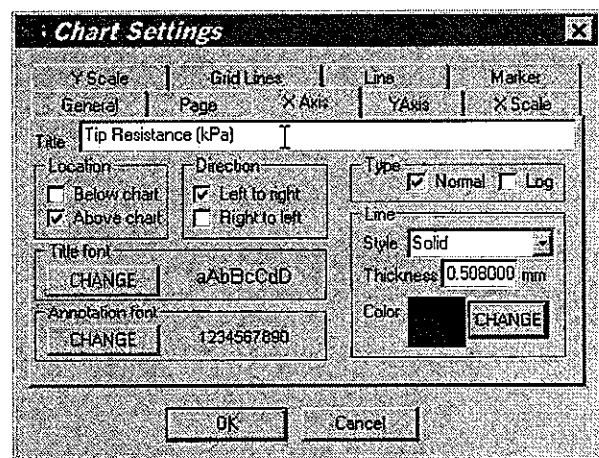 Chart Settings
Y Scale Grid Lines Line Marker
General Page X Axis Y Axis X Scale
Title Tip Resistance (kPa)
Location Direction Type
Below chart Left to right Normal Log
Above chart Right to left
Line
Style Solid
Title font
CHANGE aAbBcCdD
Thickness 0.508000 mm
Annotation font
Color CHANGE
CHANGE 1234567890
OK Cancel